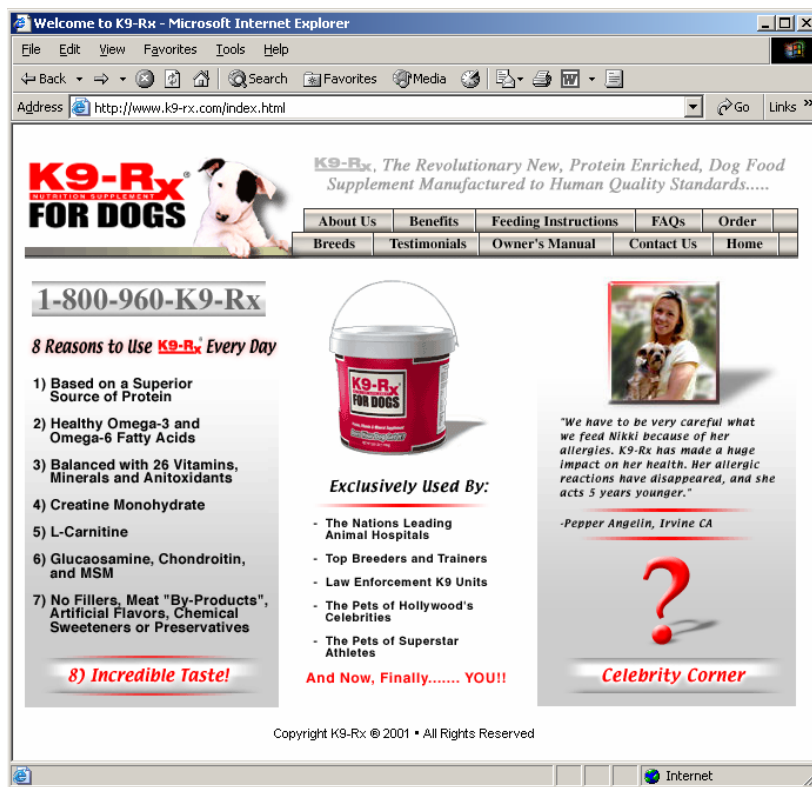 Welcome to K9-Rx - Microsoft Internet Explorer
File Edit View Favorites Tools Help
Back Search Favorites Media
Address http://www.k9-rx.com/index.html Go Links »
K9-Rx
NUTRITION SUPPLEMENT
FOR DOGS
K9-Rx, The Revolutionary New, Protein Enriched, Dog Food
Supplement Manufactured to Human Quality Standards.....
About Us Benefits Feeding Instructions FAQs Order
Breeds Testimonials Owner's Manual Contact Us Home
1-800-960-K9-Rx
8 Reasons to Use K9-Rx Every Day
1) Based on a Superior
Source of Protein
2) Healthy Omega-3 and
Omega-6 Fatty Acids
3) Balanced with 26 Vitamins,
Minerals and Anitoxidants
4) Creatine Monohydrate
5) L-Carnitine
6) Glucaosamine, Chondroitin,
and MSM
7) No Fillers, Meat "By-Products",
Artificial Flavors, Chemical
Sweeteners or Preservatives
8) Incredible Taste!
K9-Rx
FOR DOGS
Exclusively Used By:
- The Nations Leading
Animal Hospitals
- Top Breeders and Trainers
- Law Enforcement K9 Units
- The Pets of Hollywood's
Celebrities
- The Pets of Superstar
Athletes
And Now, Finally....... YOU!!
"We have to be very careful what
we feed Nikki because of her
allergies. K9-Rx has made a huge
impact on her health. Her allergic
reactions have disappeared, and she
acts 5 years younger."
-Pepper Angelin, Irvine CA
?
Celebrity Corner
Copyright K9-Rx ® 2001 • All Rights Reserved
Internet